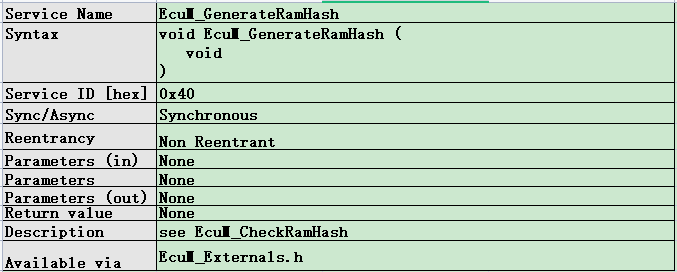 Service Name EcuM_GenerateRamHash
Syntax void EcuM_GenerateRamHash (
void
)
Service ID [hex] 0x40
Sync/Async Synchronous
Reentrancy Non Reentrant
Parameters (in) None
Parameters None
Parameters (out) None
Return value None
Description see EcuM_CheckRamHash
Available via EcuM_Externals.h